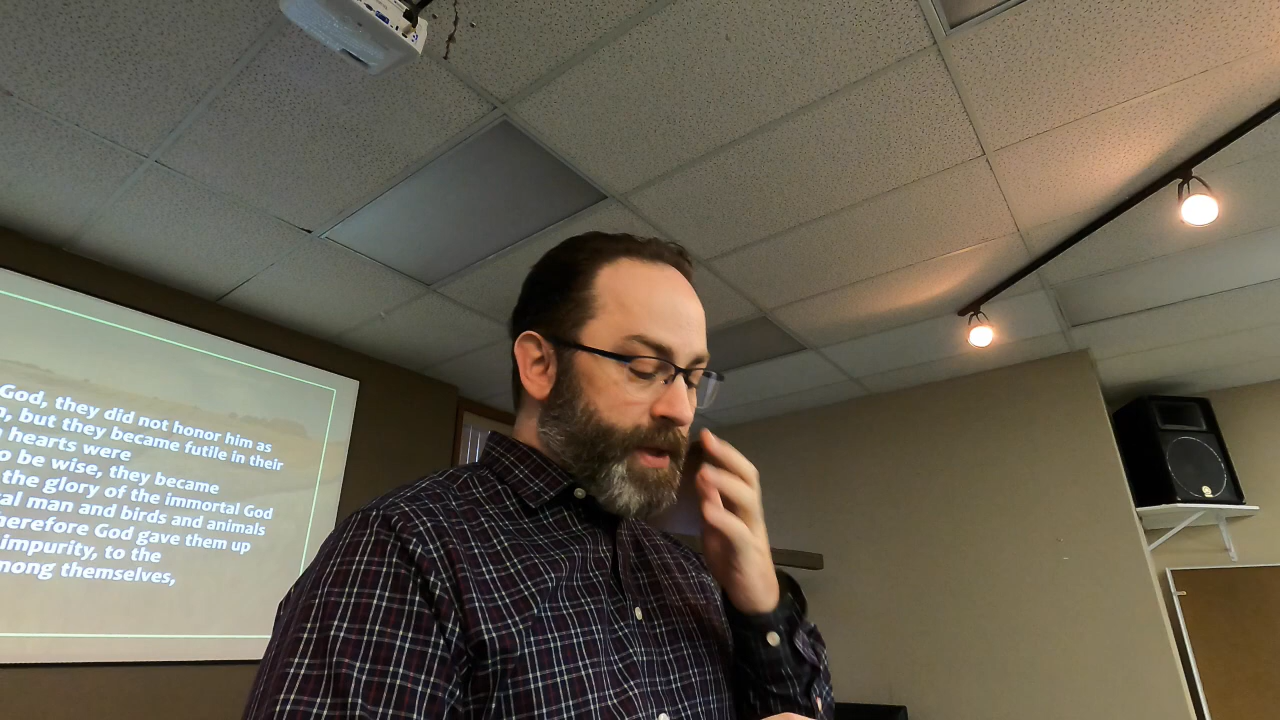 God, they did not honor him as
, but they became futile in their
hearts were
o be wise, they became
the glory of the immortal God
al man and birds and animals
herefore God gave them up
impurity, to the
mong themselves,